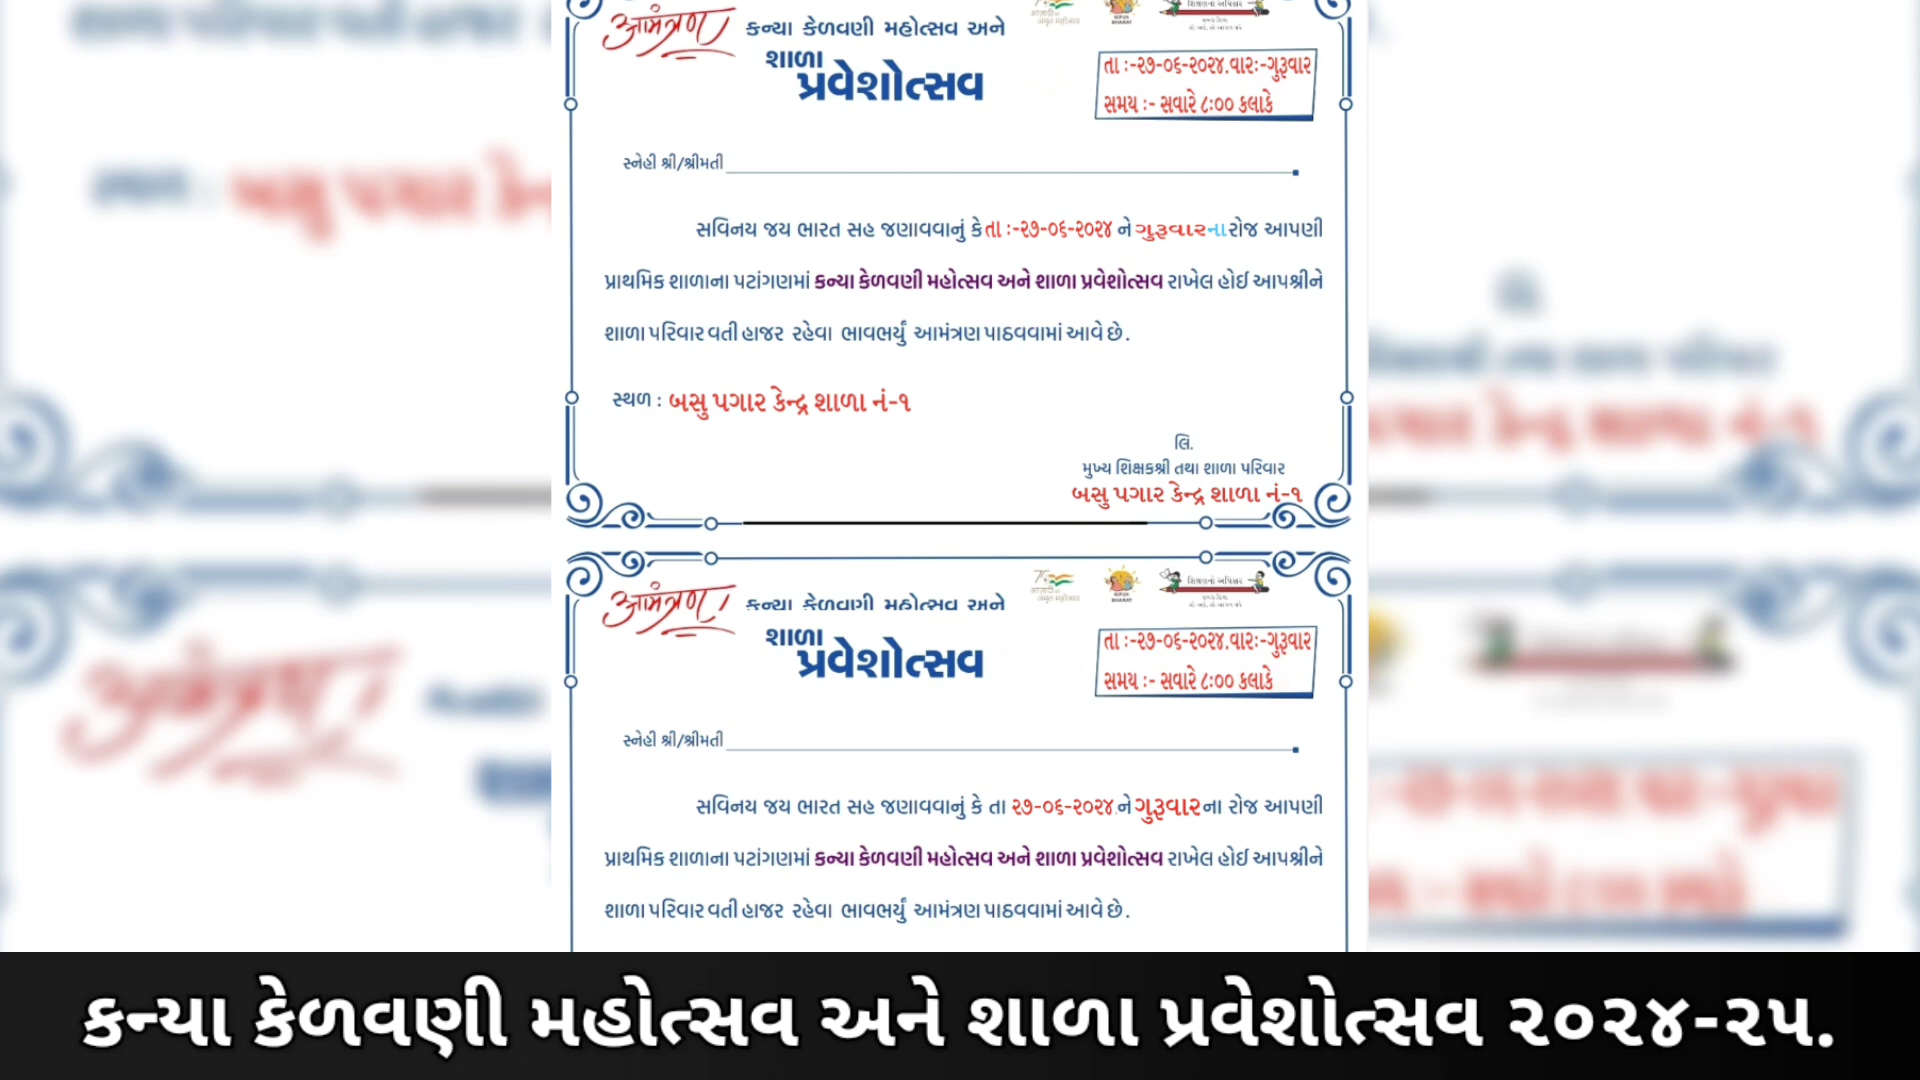 આમંત્રણ
કન્યા કેળવણી મહોત્સવ અને
શાળા
પ્રવેશોત્સવ
શિક્ષણનો અધિકાર
તા :-૨૭-૦૬-૨૦૨૪.વારઃ-ગુરૂવાર
સમય :- સવારે ૮:૦૦ કલાકે
સ્નેહી શ્રી/શ્રીમતી
સવિનય જય ભારત સહ જણાવવાનું કે તા :-૨૭-૦૬-૨૦૨૪ ને ગુરૂવારના રોજ આપણી
પ્રાથમિક શાળાના પટાંગણમાં કન્યા કેળવણી મહોત્સવ અને શાળા પ્રવેશોત્સવ રાખેલ હોઈ આપશ્રીને
શાળા પરિવાર વતી હાજર રહેવા ભાવભર્યું આમંત્રણ પાઠવવામાં આવે છે.
સ્થળ : બસુ પગાર કેન્દ્ર શાળા નં-૧
લિ.
મુખ્ય શિક્ષકશ્રી તથા શાળા પરિવાર
બસુ પગાર કેન્દ્ર શાળા નં-૧
આમંત્રણ
કન્યા કેળવણી મહોત્સવ અને
શાળા
પ્રવેશોત્સવ
શિક્ષણનો અધિકાર
તા :-૨૭-૦૬-૨૦૨૪.વારઃ-ગુરૂવાર
સમય :- સવારે ૮:૦૦ કલાકે
સ્નેહી શ્રી/શ્રીમતી
સવિનય જય ભારત સહ જણાવવાનું કે તા ૨૭-૦૬-૨૦૨૪.ને ગુરૂવારના રોજ આપણી
પ્રાથમિક શાળાના પટાંગણમાં કન્યા કેળવણી મહોત્સવ અને શાળા પ્રવેશોત્સવ રાખેલ હોઈ આપશ્રીને
શાળા પરિવાર વતી હાજર રહેવા ભાવભર્યું આમંત્રણ પાઠવવામાં આવે છે.
કન્યા કેળવણી મહોત્સવ અને શાળા પ્રવેશોત્સવ ૨૦૨૪-૨૫.